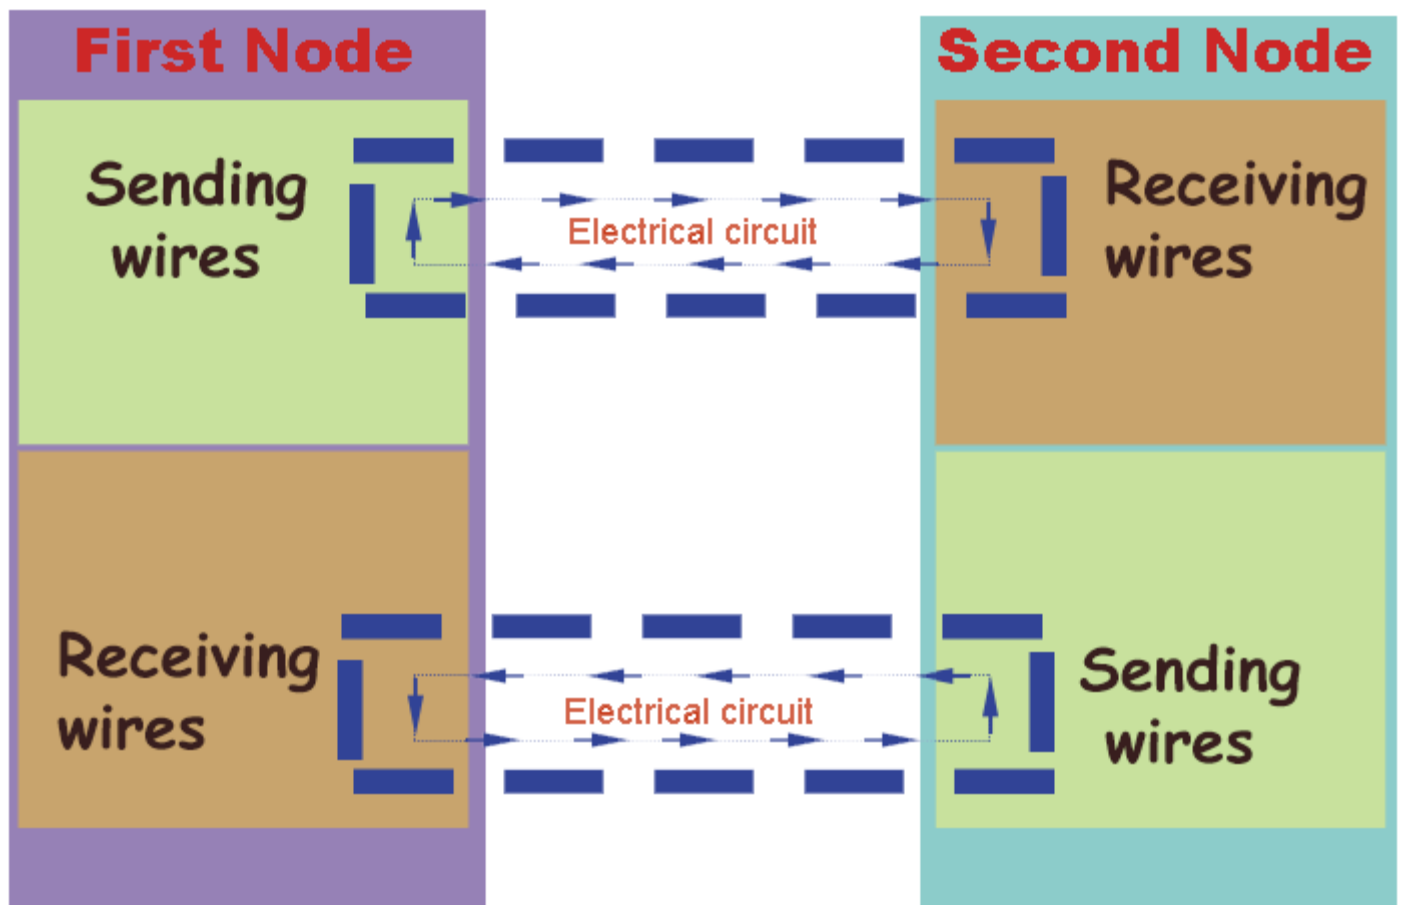 First Node
Second Node
Sending
wires
Electrical circuit
Receiving
wires
Receiving
wires
Electrical circuit
Sending
wires